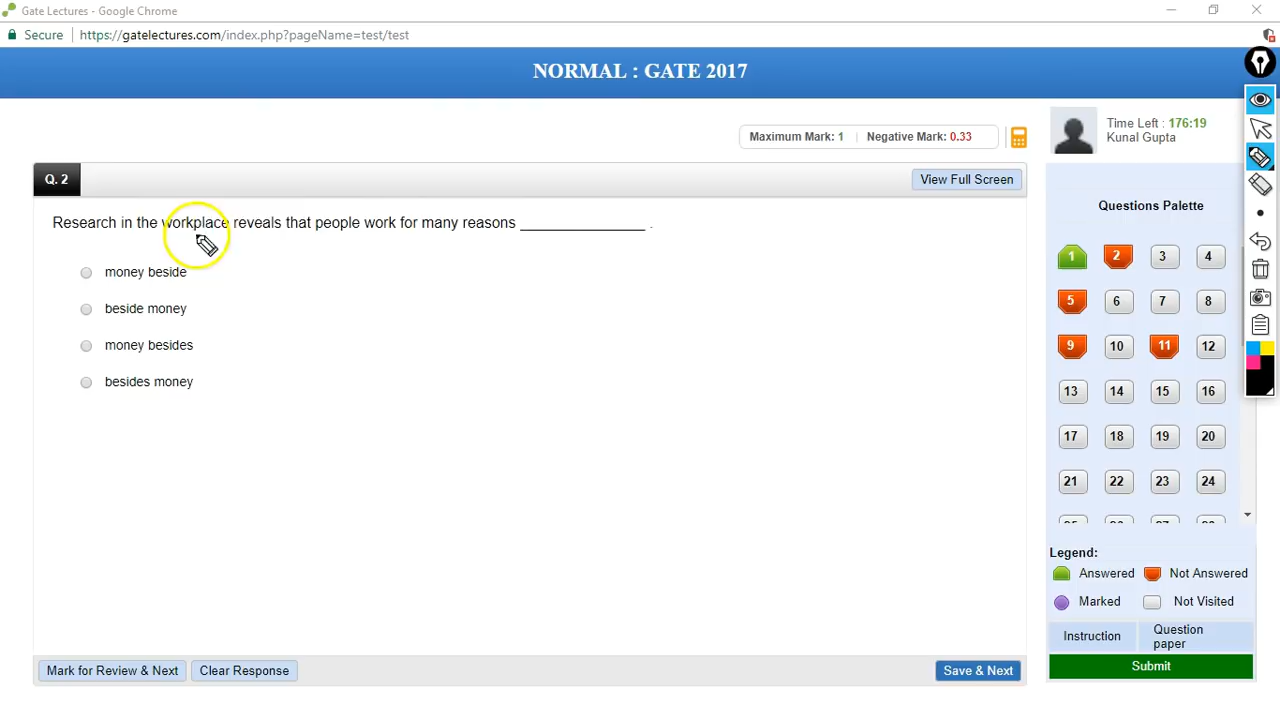 Gate Lectures - Google Chrome
Secure https://gatelectures.com/index.php?pageName=test/test
NORMAL : GATE 2017
Maximum Mark: 1 | Negative Mark: 0.33
Time Left : 176:19
Kunal Gupta
Q. 2
View Full Screen
Research in the workplace reveals that people work for many reasons _______________ .
money beside
beside money
money besides
besides money
Questions Palette
1 2 3 4
5 6 7 8
9 10 11 12
13 14 15 16
17 18 19 20
21 22 23 24
Legend:
Answered Not Answered
Marked Not Visited
Instruction
Question paper
Submit
Mark for Review & Next
Clear Response
Save & Next